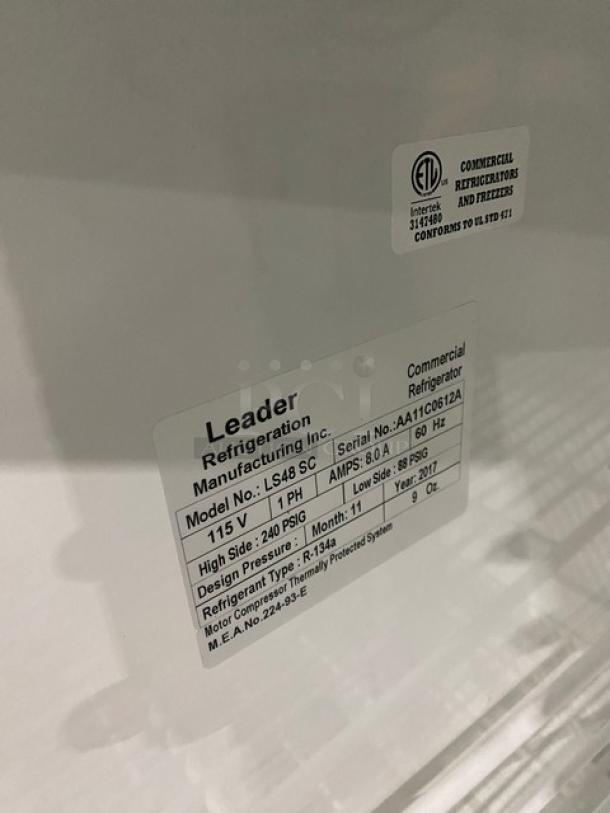 ETL
US
Intertek
3147480
COMMERCIAL
REFRIGERATORS
AND FREEZERS
CONFORMS TO UL STD 471
Leader
Refrigeration
Manufacturing Inc.
Commercial
Refrigerator
Model No.: LS48 SC Serial No.:AA11C0612A
115 V 1 PH AMPS: 8.0 A 60 Hz
High Side : 240 PSIG Low Side : 88 PSIG
Design Pressure : Month: 11 Year: 2017
Refrigerant Type : R-134a 9 Oz.
Motor Compressor Thermally Protected System
M.E.A.No.224-93-E